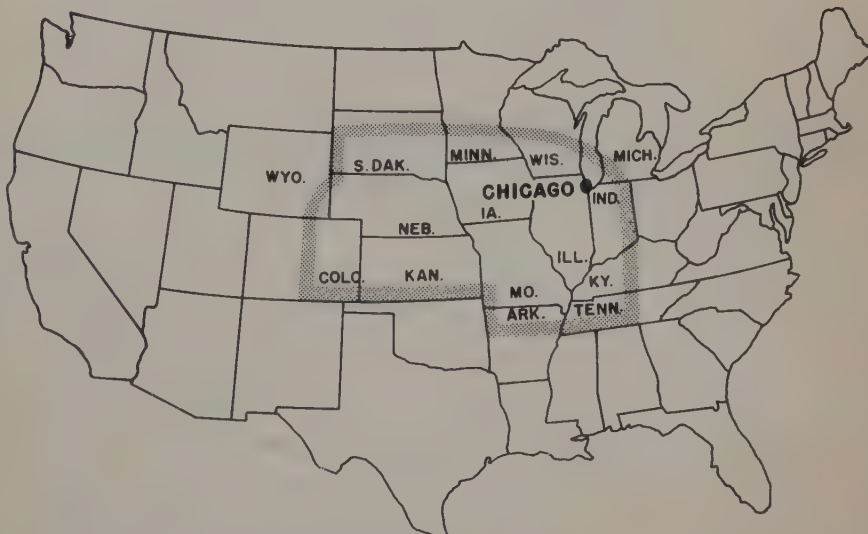 MINN.
WIS.
MICH.
S.DAK.
WYO.
CHICAGO
IND.
IA.
NEB.
ILL.
COLO.
KAN.
KY.
MO.
ARK.
TENN.